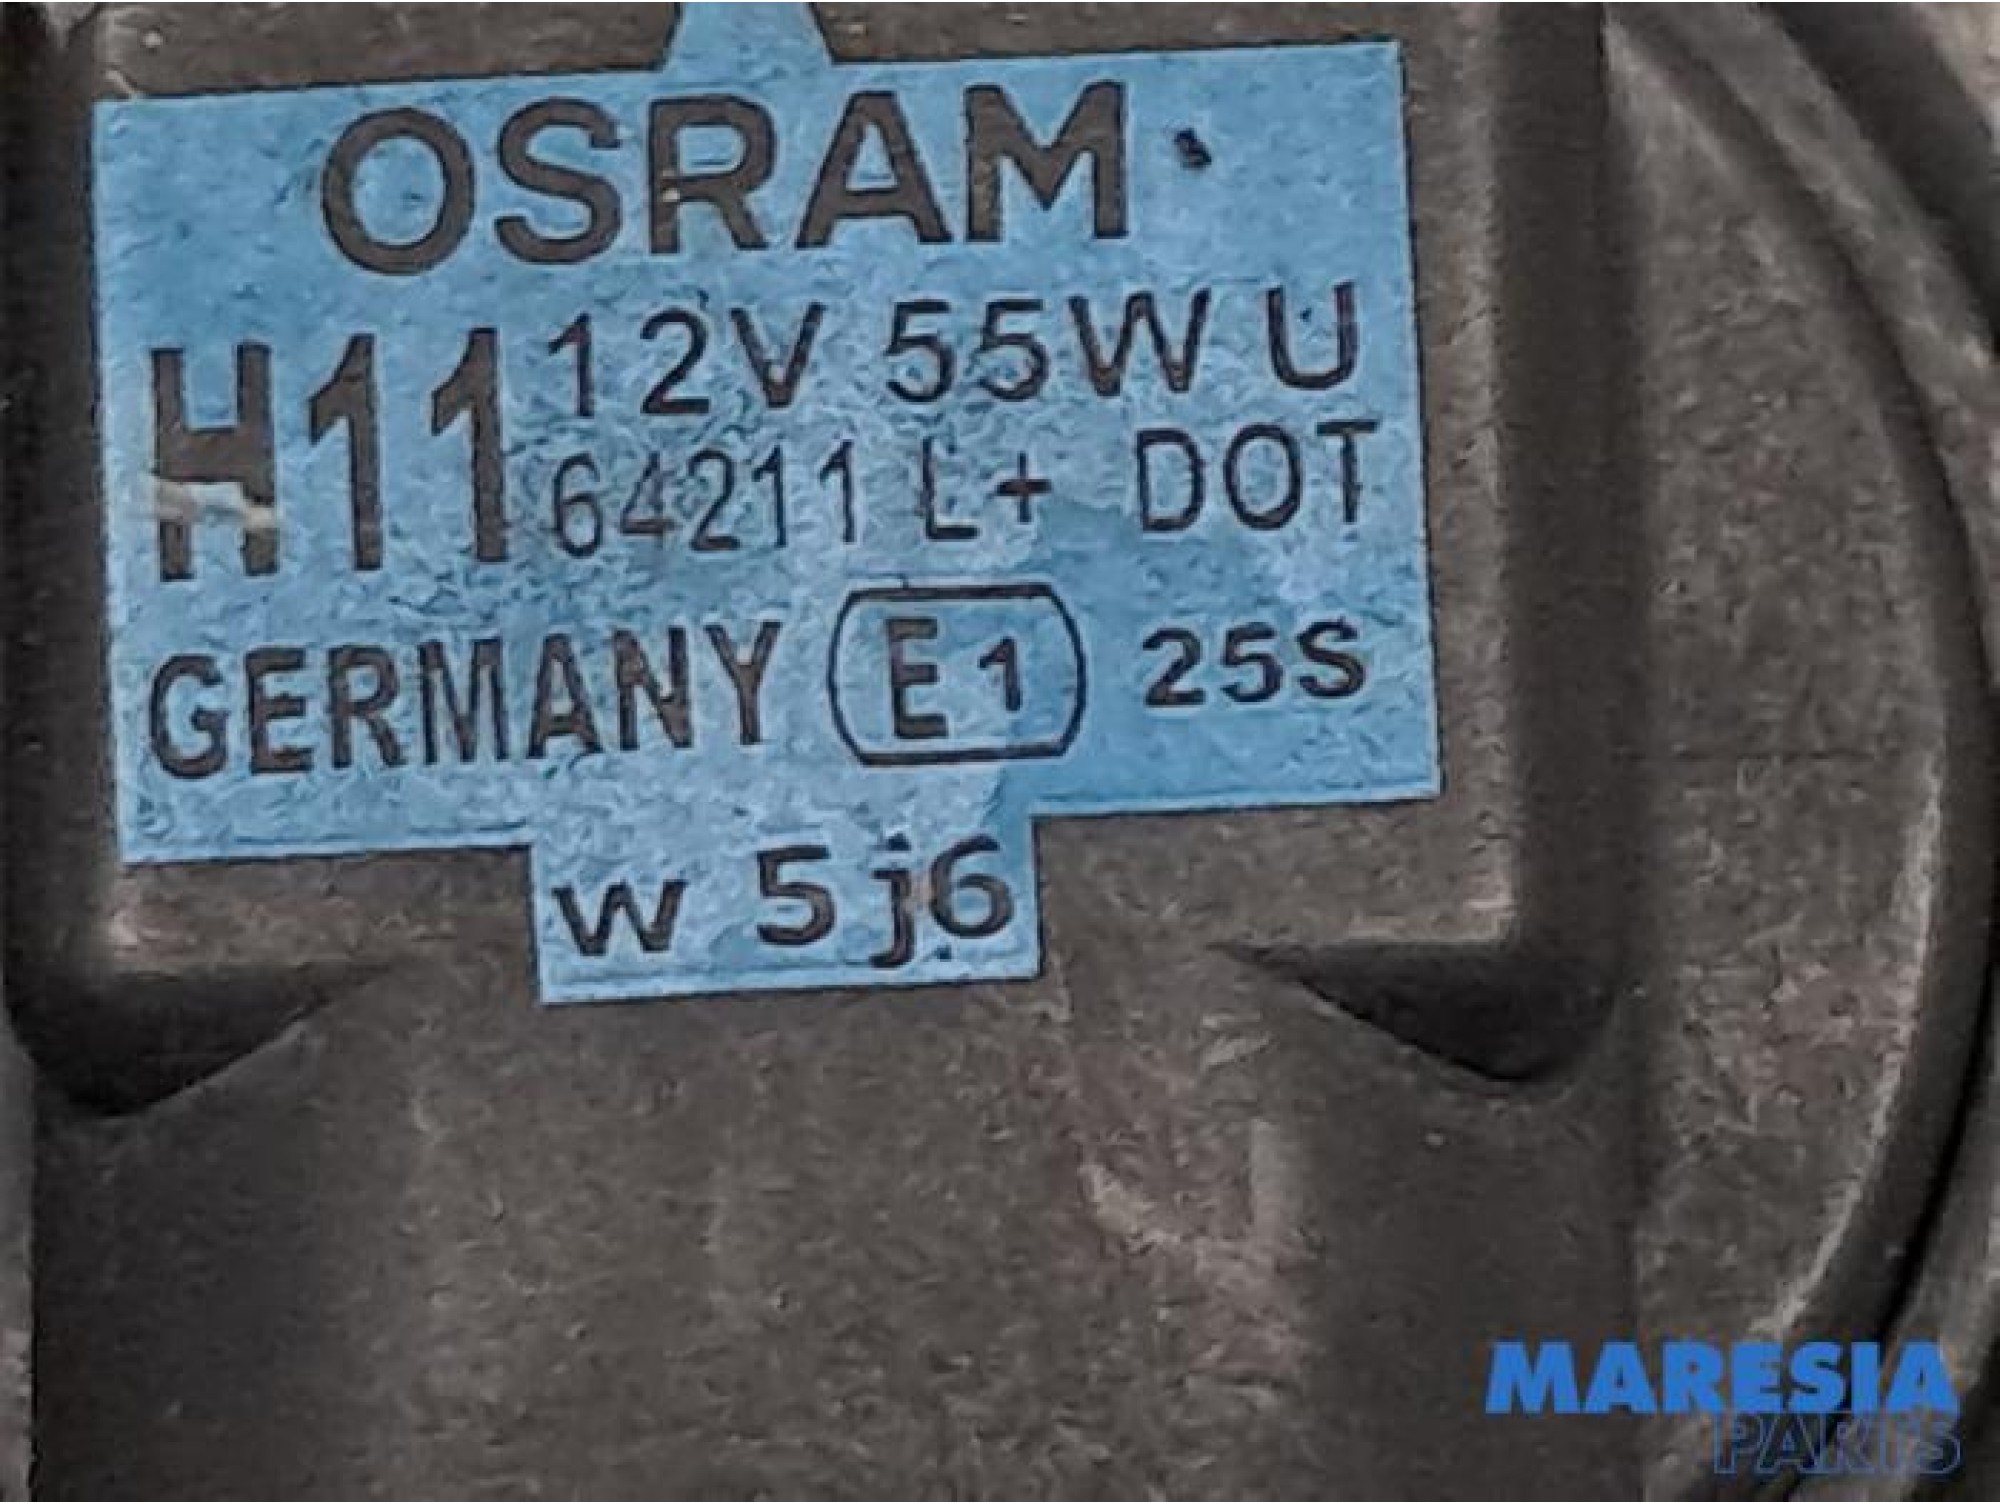 OSRAM
H11 12V 55W U
64211 L+ DOT
GERMANY E1 25S
w 5j6
MARESIA
PARTS